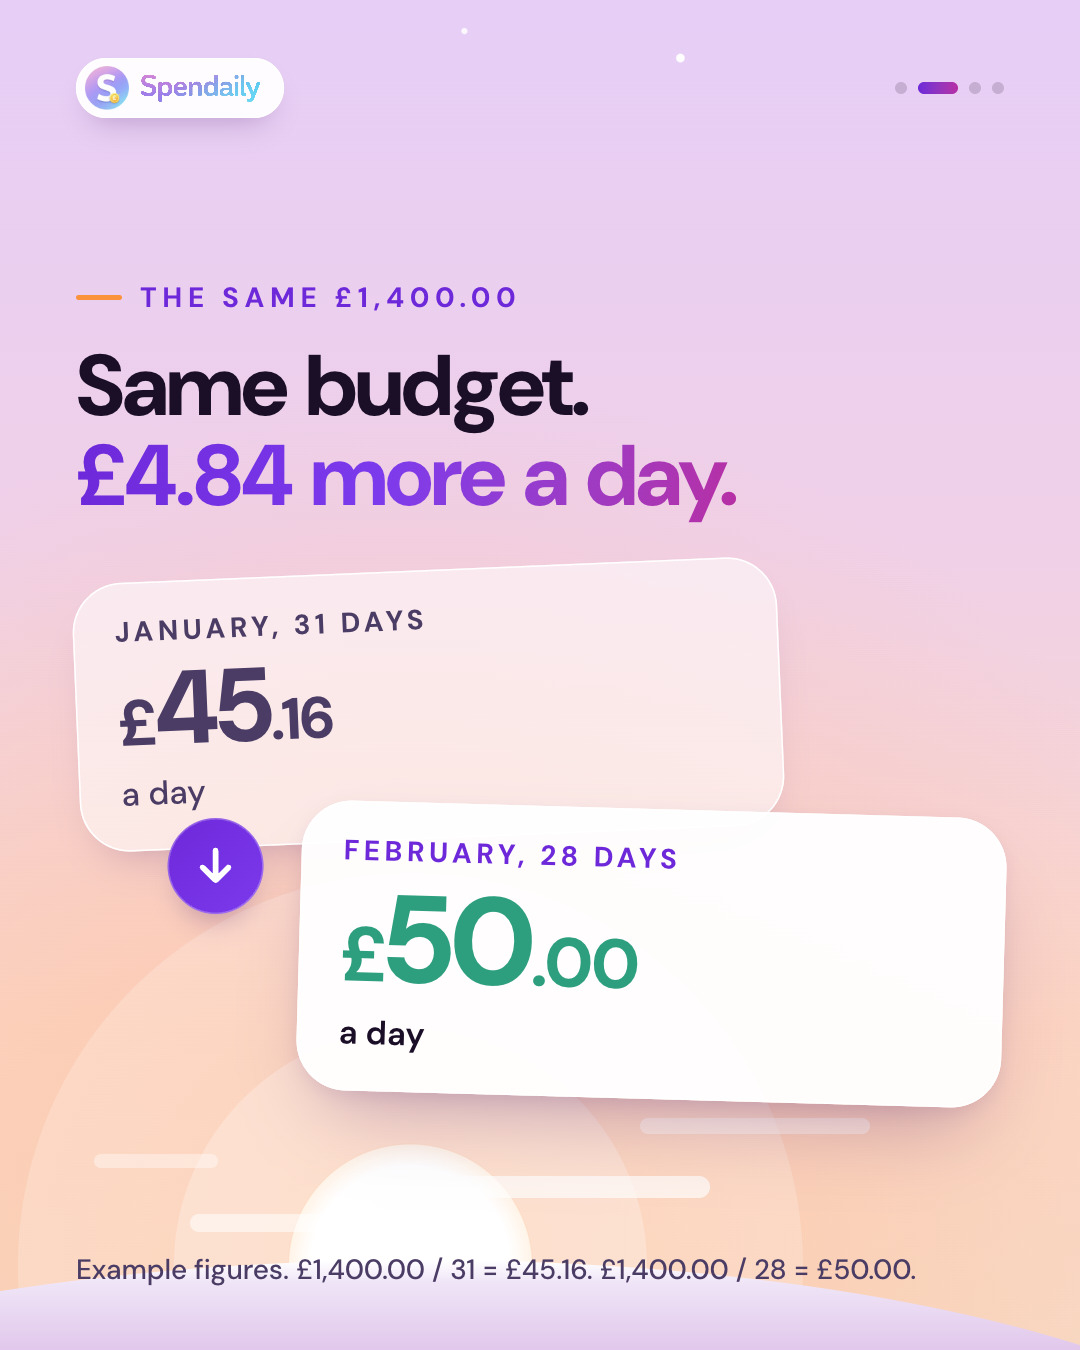 Spendaily
THE SAME £1,400.00
Same budget.
£4.84 more a day.
JANUARY, 31 DAYS
£45.16
a day
FEBRUARY, 28 DAYS
£50.00
a day
Example figures. £1,400.00 / 31 = £45.16. £1,400.00 / 28 = £50.00.